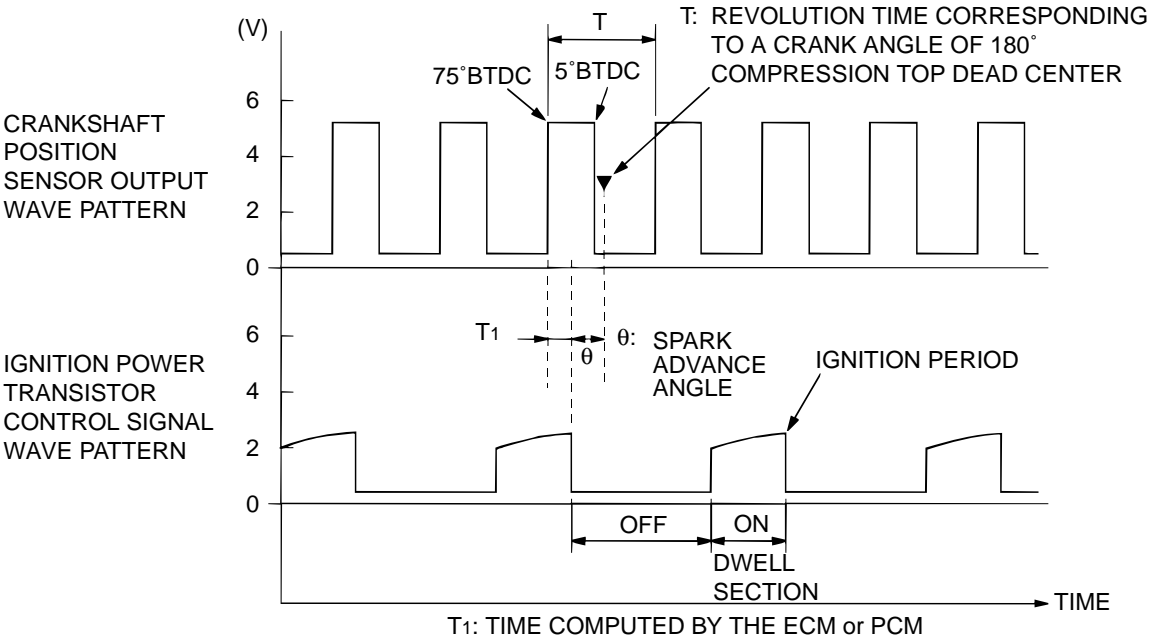 (V)
T
T: REVOLUTION TIME CORRESPONDING
TO A CRANK ANGLE OF 180˚
COMPRESSION TOP DEAD CENTER
75˚BTDC
5˚BTDC
CRANKSHAFT
POSITION
SENSOR OUTPUT
WAVE PATTERN
6
4
2
0
T1
θ
θ: SPARK
ADVANCE
ANGLE
IGNITION PERIOD
IGNITION POWER
TRANSISTOR
CONTROL SIGNAL
WAVE PATTERN
6
4
2
0
OFF
ON
DWELL
SECTION
TIME
T1: TIME COMPUTED BY THE ECM or PCM